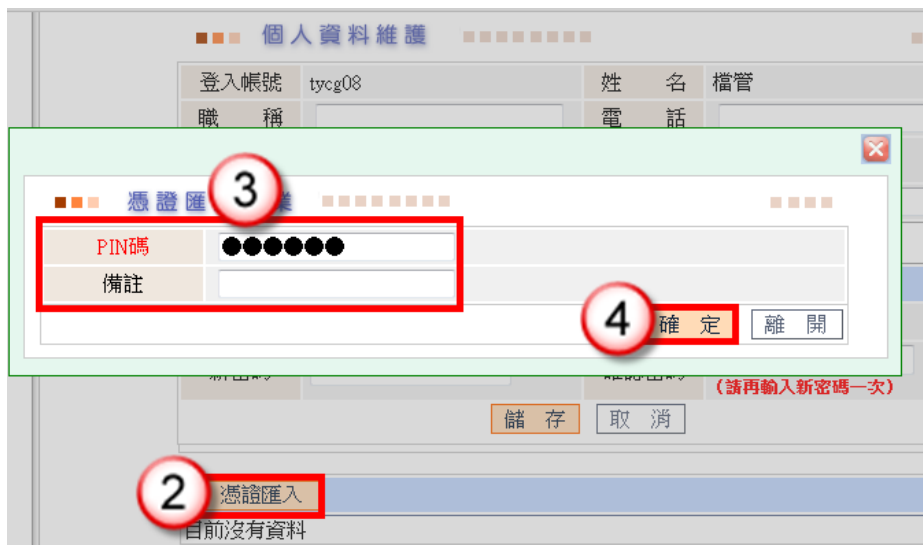 個人資料維護
登入帳號 tycg08 姓 名 檔管
職 稱 電 話
3
憑證匯 業
PIN碼 ●●●●●●
備註
4 確 定 離 開
(請再輸入新密碼一次)
儲 存 取 消
2 憑證匯入
目前沒有資料